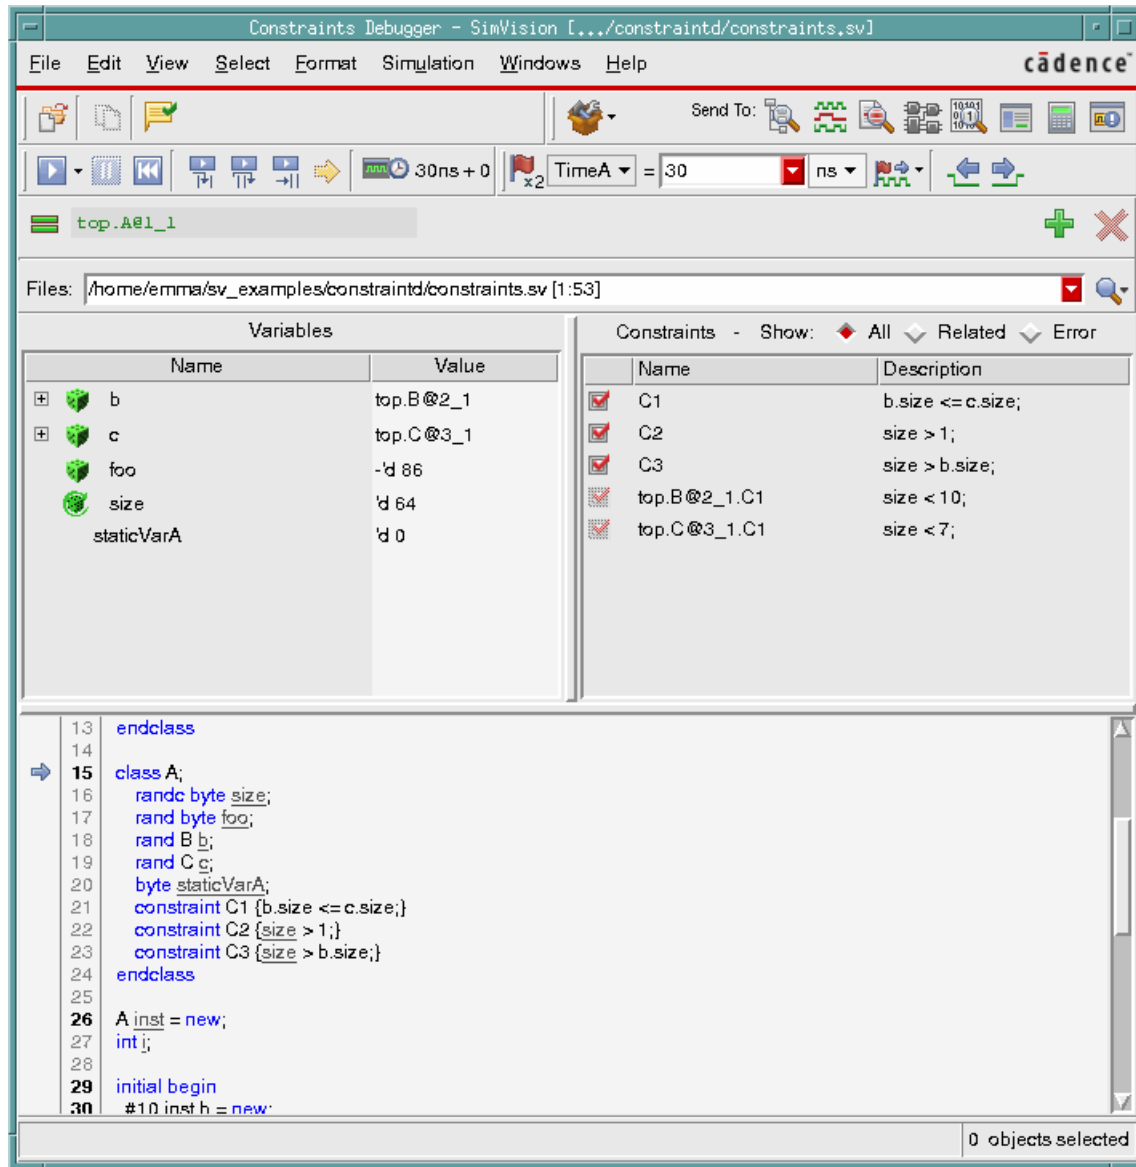 Constraints Debugger - SimVision [.../constraintd/constraints.sv]
File Edit View Select Format Simulation Windows Help cādence
Send To:
30ns + 0 x2 TimeA = 30 ns
top.A@1_1
Files: /home/emma/sv_examples/constraintd/constraints.sv [1:53]
Variables Constraints - Show: All Related Error
Name Value Name Description
b top.B@2_1 C1 b.size <= c.size;
c top.C@3_1 C2 size > 1;
foo -'d 86 C3 size > b.size;
size 'd 64 top.B@2_1.C1 size < 10;
staticVarA 'd 0 top.C@3_1.C1 size < 7;
13 endclass
14
15 class A;
16 randc byte size;
17 rand byte foo;
18 rand B b;
19 rand C c;
20 byte staticVarA;
21 constraint C1 {b.size <= c.size;}
22 constraint C2 {size > 1;}
23 constraint C3 {size > b.size;}
24 endclass
25
26 A inst = new;
27 int i;
28
29 initial begin
30 #10 inst.b = new;
0 objects selected